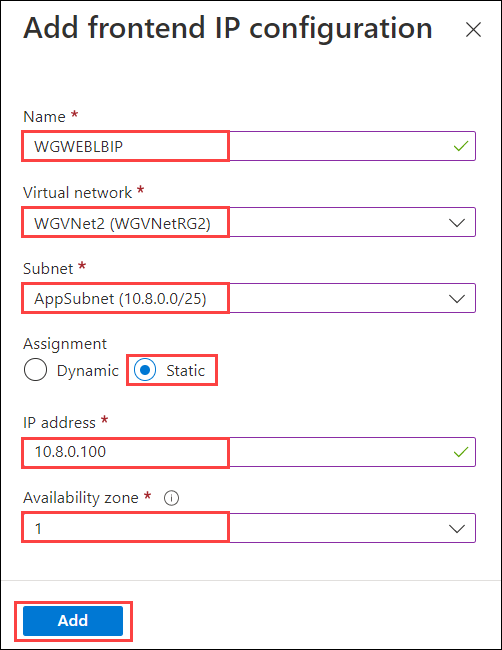 Add frontend IP configuration
Name *
WGWEBLBIP
Virtual network *
WGVNet2 (WGVNetRG2)
Subnet *
AppSubnet (10.8.0.0/25)
Assignment
Dynamic Static
IP address *
10.8.0.100
Availability zone *
1
Add